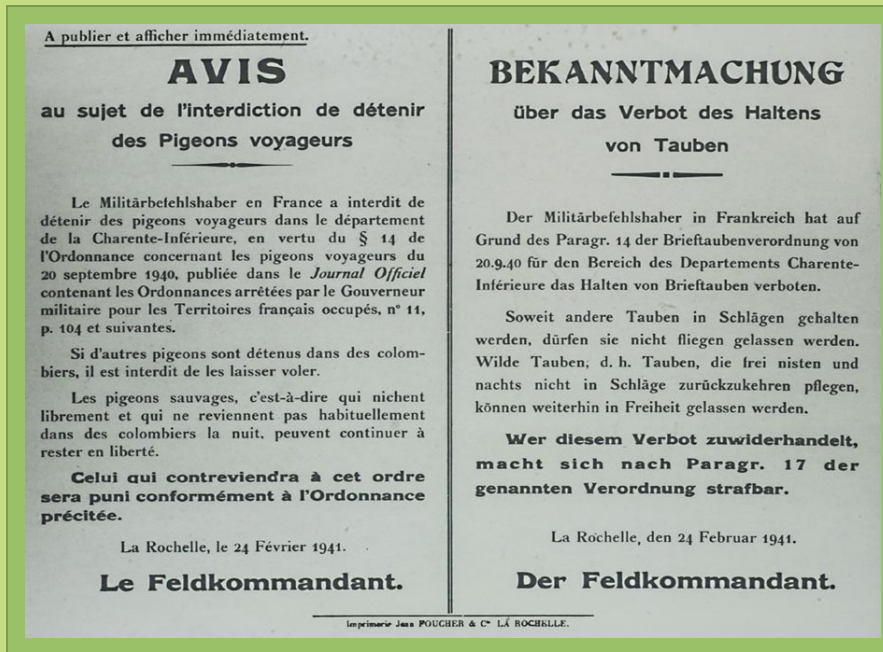 A publier et afficher immédiatement.
AVIS
au sujet de l'interdiction de détenir
des Pigeons voyageurs
Le Militärbefehlshaber en France a interdit de
détenir des pigeons voyageurs dans le département
de la Charente-Inférieure, en vertu du § 14 de
l'Ordonnance concernant les pigeons voyageurs du
20 septembre 1940, publiée dans le Journal Officiel
contenant les Ordonnances arrêtées par le Gouverneur
militaire pour les Territoires français occupés, n° 11,
p. 104 et suivantes.
Si d'autres pigeons sont détenus dans des colom-
biers, il est interdit de les laisser voler.
Les pigeons sauvages, c'est-à-dire qui nichent
librement et qui ne reviennent pas habituellement
dans des colombiers la nuit, peuvent continuer à
rester en liberté.
Celui qui contreviendra à cet ordre
sera puni conformément à l'Ordonnance
précitée.
La Rochelle, le 24 Février 1941.
Le Feldkommandant.
BEKANNTMACHUNG
über das Verbot des Haltens
von Tauben
Der Militärbefehlshaber in Frankreich hat auf
Grund des Paragr. 14 der Brieftaubenverordnung von
20.9.40 für den Bereich des Departements Charente-
Inférieure das Halten von Brieftauben verboten.
Soweit andere Tauben in Schlägen gehalten
werden, dürfen sie nicht fliegen gelassen werden.
Wilde Tauben, d. h. Tauben, die frei nisten und
nachts nicht in Schläge zurückzukehren pflegen,
können weiterhin in Freiheit gelassen werden.
Wer diesem Verbot zuwiderhandelt,
macht sich nach Paragr. 17 der
genannten Verordnung strafbar.
La Rochelle, den 24 Februar 1941.
Der Feldkommandant.
Imprimerie Jean FOUCHER & Cie LA ROCHELLE.